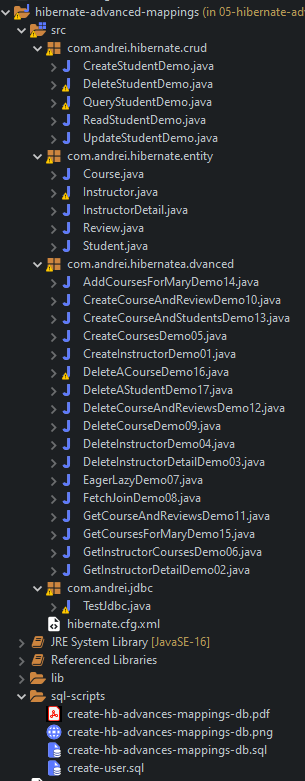 hibernate-advanced-mappings (in 05-hibernate-ad
src
com.andrei.hibernate.crud
CreateStudentDemo.java
DeleteStudentDemo.java
QueryStudentDemo.java
ReadStudentDemo.java
UpdateStudentDemo.java
com.andrei.hibernate.entity
Course.java
Instructor.java
InstructorDetail.java
Review.java
Student.java
com.andrei.hibernatea.dvanced
AddCoursesForMaryDemo14.java
CreateCourseAndReviewDemo10.java
CreateCourseAndStudentsDemo13.java
CreateCoursesDemo05.java
CreateInstructorDemo01.java
DeleteACourseDemo16.java
DeleteAStudentDemo17.java
DeleteCourseAndReviewsDemo12.java
DeleteCourseDemo09.java
DeleteInstructorDemo04.java
DeleteInstructorDetailDemo03.java
EagerLazyDemo07.java
FetchJoinDemo08.java
GetCourseAndReviewsDemo11.java
GetCoursesForMaryDemo15.java
GetInstructorCoursesDemo06.java
GetInstructorDetailDemo02.java
com.andrei.jdbc
TestJdbc.java
hibernate.cfg.xml
JRE System Library [JavaSE-16]
Referenced Libraries
lib
sql-scripts
create-hb-advances-mappings-db.pdf
create-hb-advances-mappings-db.png
create-hb-advances-mappings-db.sql
create-user.sql